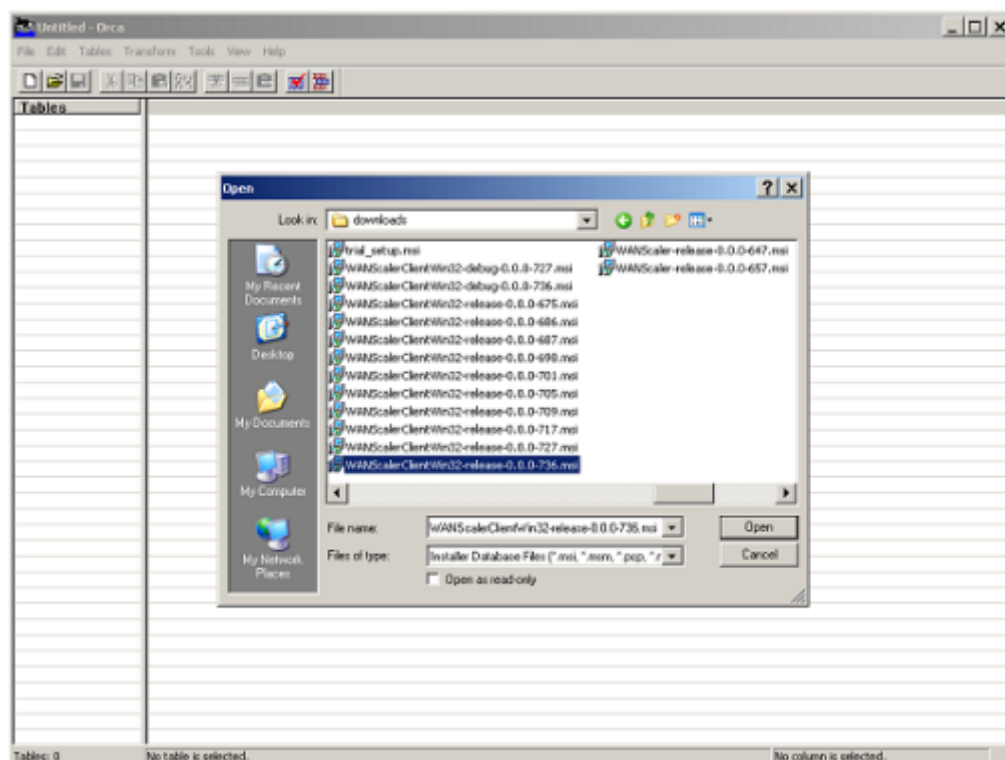 Untitled - Orca
File Edit Tables Transform Tools View Help
Tables
Open
Look in: downloads
My Recent Documents
Desktop
My Documents
My Computer
My Network Places
trial_setup.msi
WANScalerClientWin32-debug-0.0.0-727.msi
WANScalerClientWin32-debug-0.0.0-736.msi
WANScalerClientWin32-release-0.0.0-675.msi
WANScalerClientWin32-release-0.0.0-686.msi
WANScalerClientWin32-release-0.0.0-687.msi
WANScalerClientWin32-release-0.0.0-698.msi
WANScalerClientWin32-release-0.0.0-701.msi
WANScalerClientWin32-release-0.0.0-705.msi
WANScalerClientWin32-release-0.0.0-709.msi
WANScalerClientWin32-release-0.0.0-717.msi
WANScalerClientWin32-release-0.0.0-727.msi
WANScalerClientWin32-release-0.0.0-736.msi
WANScaler-release-0.0.0-647.msi
WANScaler-release-0.0.0-657.msi
File name: WANScalerClientWin32-release-0.0.0-736.msi Open
Files of type: Installer Database Files (*.msi, *.msm, *.pcp, *.r Cancel
Open as read-only
Tables: 0 No table is selected. No column is selected.